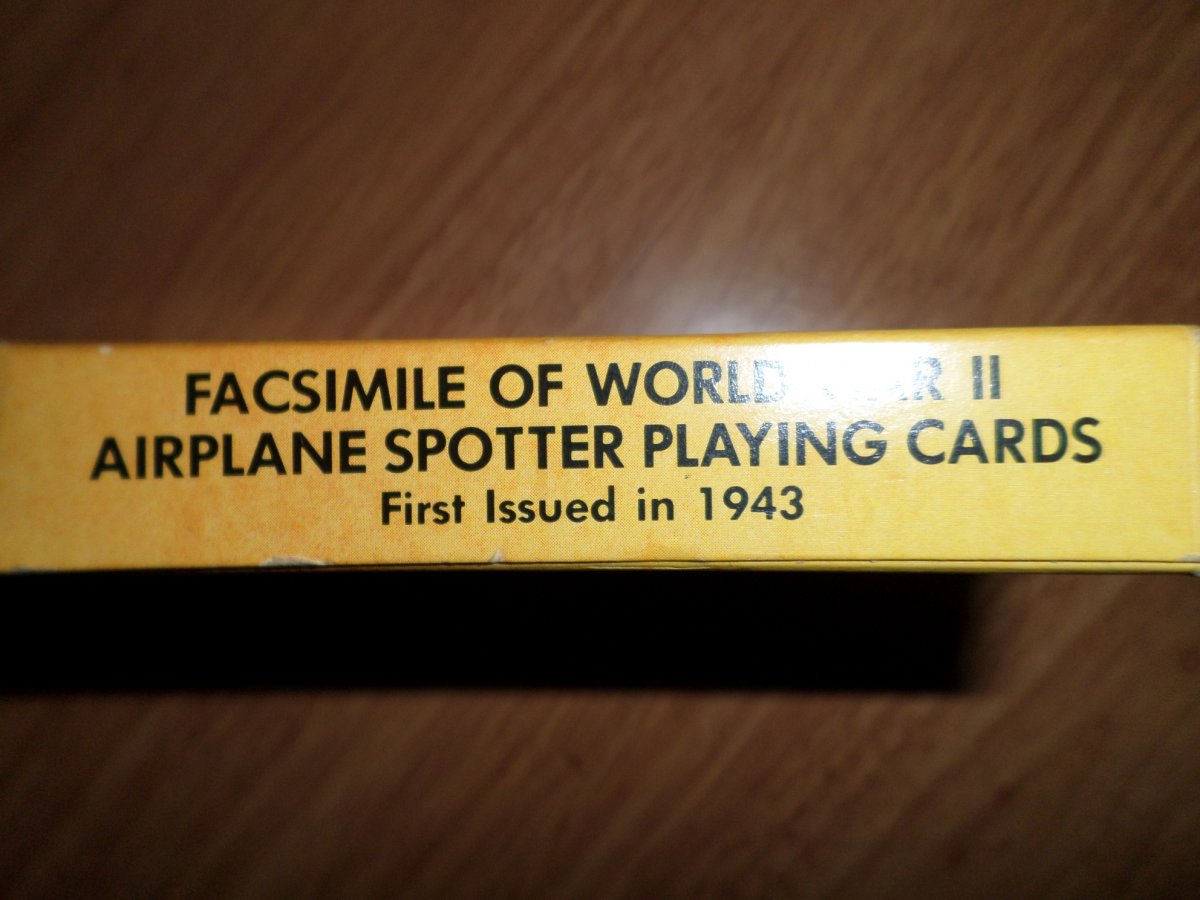 FACSIMILE OF WORLD WAR II
AIRPLANE SPOTTER PLAYING CARDS
First Issued in 1943